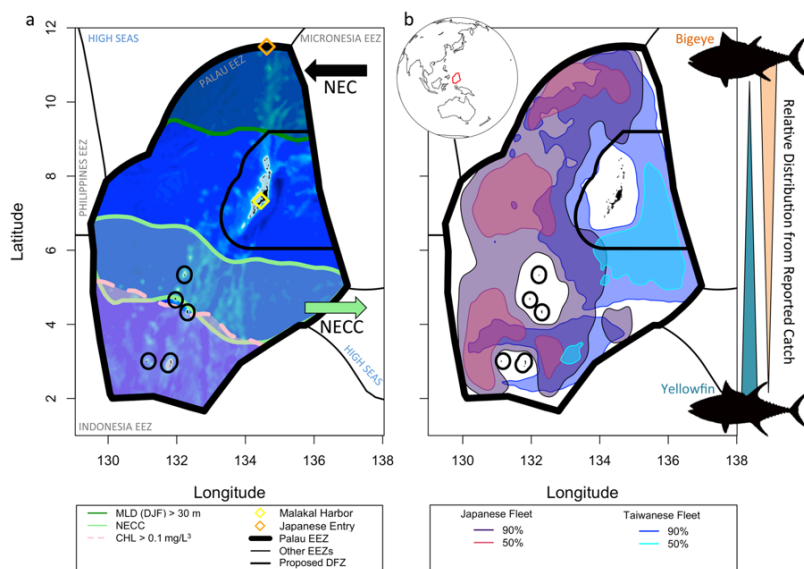 a
b
12
10
8
6
4
2
Latitude
HIGH SEAS
MICRONESIA EEZ
PALAU EEZ
NEC
PHILIPPINES EEZ
NECC
HIGH SEAS
INDONESIA EEZ
130 132 134 136 138
Longitude
Bigeye
Relative Distribution from Reported Catch
Yellowfin
130 132 134 136 138
Longitude
MLD (DJF) > 30 m
NECC
CHL > 0.1 mg/L³
Malakal Harbor
Japanese Entry
Palau EEZ
Other EEZs
Proposed DFZ
Japanese Fleet
90%
50%
Taiwanese Fleet
90%
50%